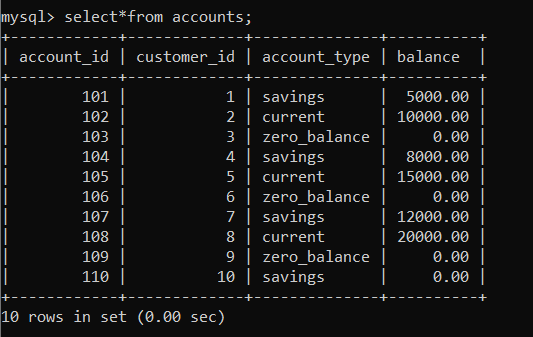 mysql> select*from accounts;
+------------+-------------+--------------+----------+
| account_id | customer_id | account_type | balance  |
+------------+-------------+--------------+----------+
|        101 |           1 | savings      |  5000.00 |
|        102 |           2 | current      | 10000.00 |
|        103 |           3 | zero_balance |     0.00 |
|        104 |           4 | savings      |  8000.00 |
|        105 |           5 | current      | 15000.00 |
|        106 |           6 | zero_balance |     0.00 |
|        107 |           7 | savings      | 12000.00 |
|        108 |           8 | current      | 20000.00 |
|        109 |           9 | zero_balance |     0.00 |
|        110 |          10 | savings      |     0.00 |
+------------+-------------+--------------+----------+
10 rows in set (0.00 sec)